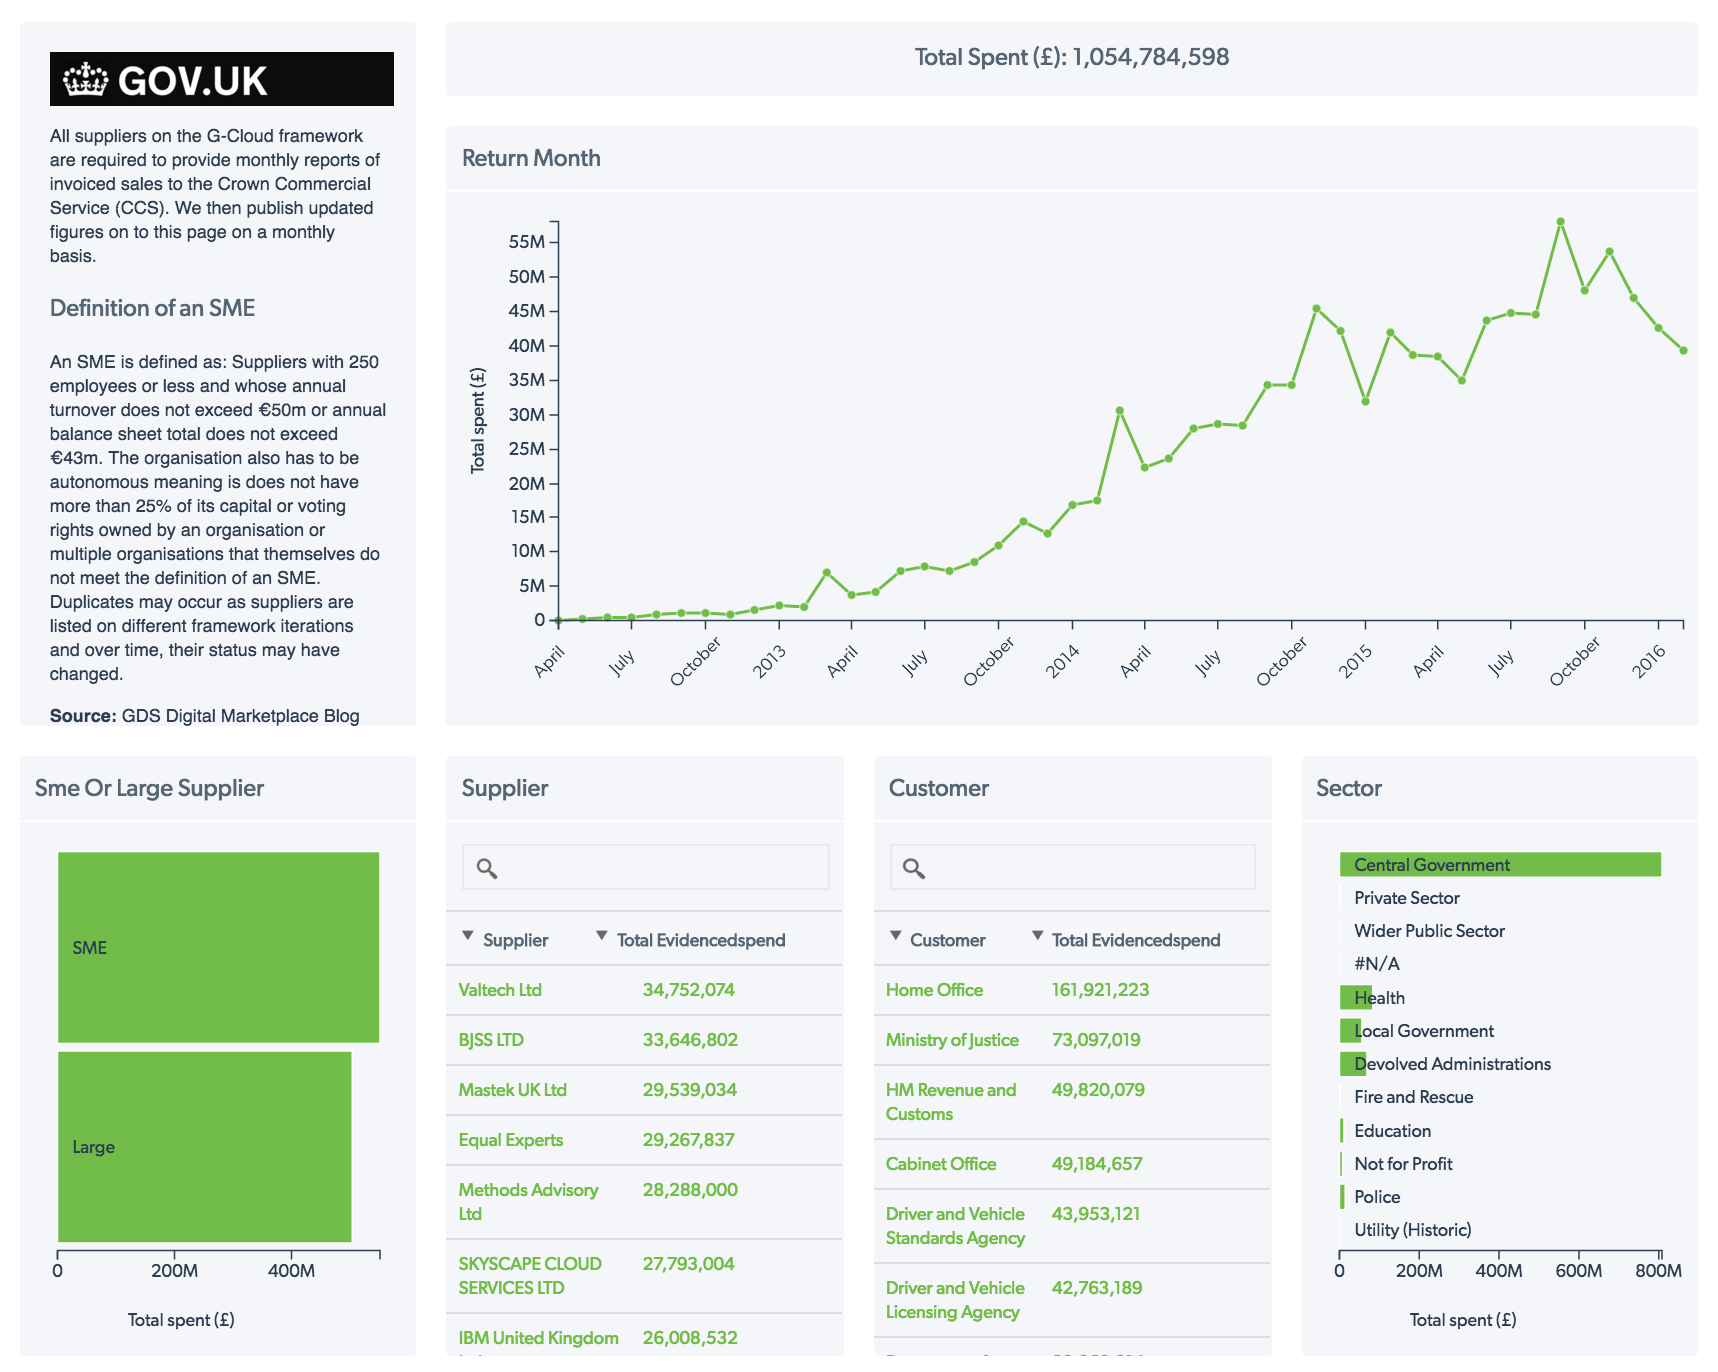 GOV.UK
All suppliers on the G-Cloud framework
are required to provide monthly reports of
invoiced sales to the Crown Commercial
Service (CCS). We then publish updated
figures on to this page on a monthly
basis.
Definition of an SME
An SME is defined as: Suppliers with 250
employees or less and whose annual
turnover does not exceed €50m or annual
balance sheet total does not exceed
€43m. The organisation also has to be
autonomous meaning is does not have
more than 25% of its capital or voting
rights owned by an organisation or
multiple organisations that themselves do
not meet the definition of an SME.
Duplicates may occur as suppliers are
listed on different framework iterations
and over time, their status may have
changed.
Source: GDS Digital Marketplace Blog
Total Spent (£): 1,054,784,598
Return Month
Total spent (£)
55M
50M
45M
40M
35M
30M
25M
20M
15M
10M
5M
0
April July October 2013 April July October 2014 April July October 2015 April July October 2016
Sme Or Large Supplier
SME
Large
0 200M 400M
Total spent (£)
Supplier
Supplier Total Evidencedspend
Valtech Ltd 34,752,074
BJSS LTD 33,646,802
Mastek UK Ltd 29,539,034
Equal Experts 29,267,837
Methods Advisory 28,288,000
Ltd
SKYSCAPE CLOUD 27,793,004
SERVICES LTD
IBM United Kingdom 26,008,532
Customer
Customer Total Evidencedspend
Home Office 161,921,223
Ministry of Justice 73,097,019
HM Revenue and 49,820,079
Customs
Cabinet Office 49,184,657
Driver and Vehicle 43,953,121
Standards Agency
Driver and Vehicle 42,763,189
Licensing Agency
Sector
Central Government
Private Sector
Wider Public Sector
#N/A
Health
Local Government
Devolved Administrations
Fire and Rescue
Education
Not for Profit
Police
Utility (Historic)
0 200M 400M 600M 800M
Total spent (£)